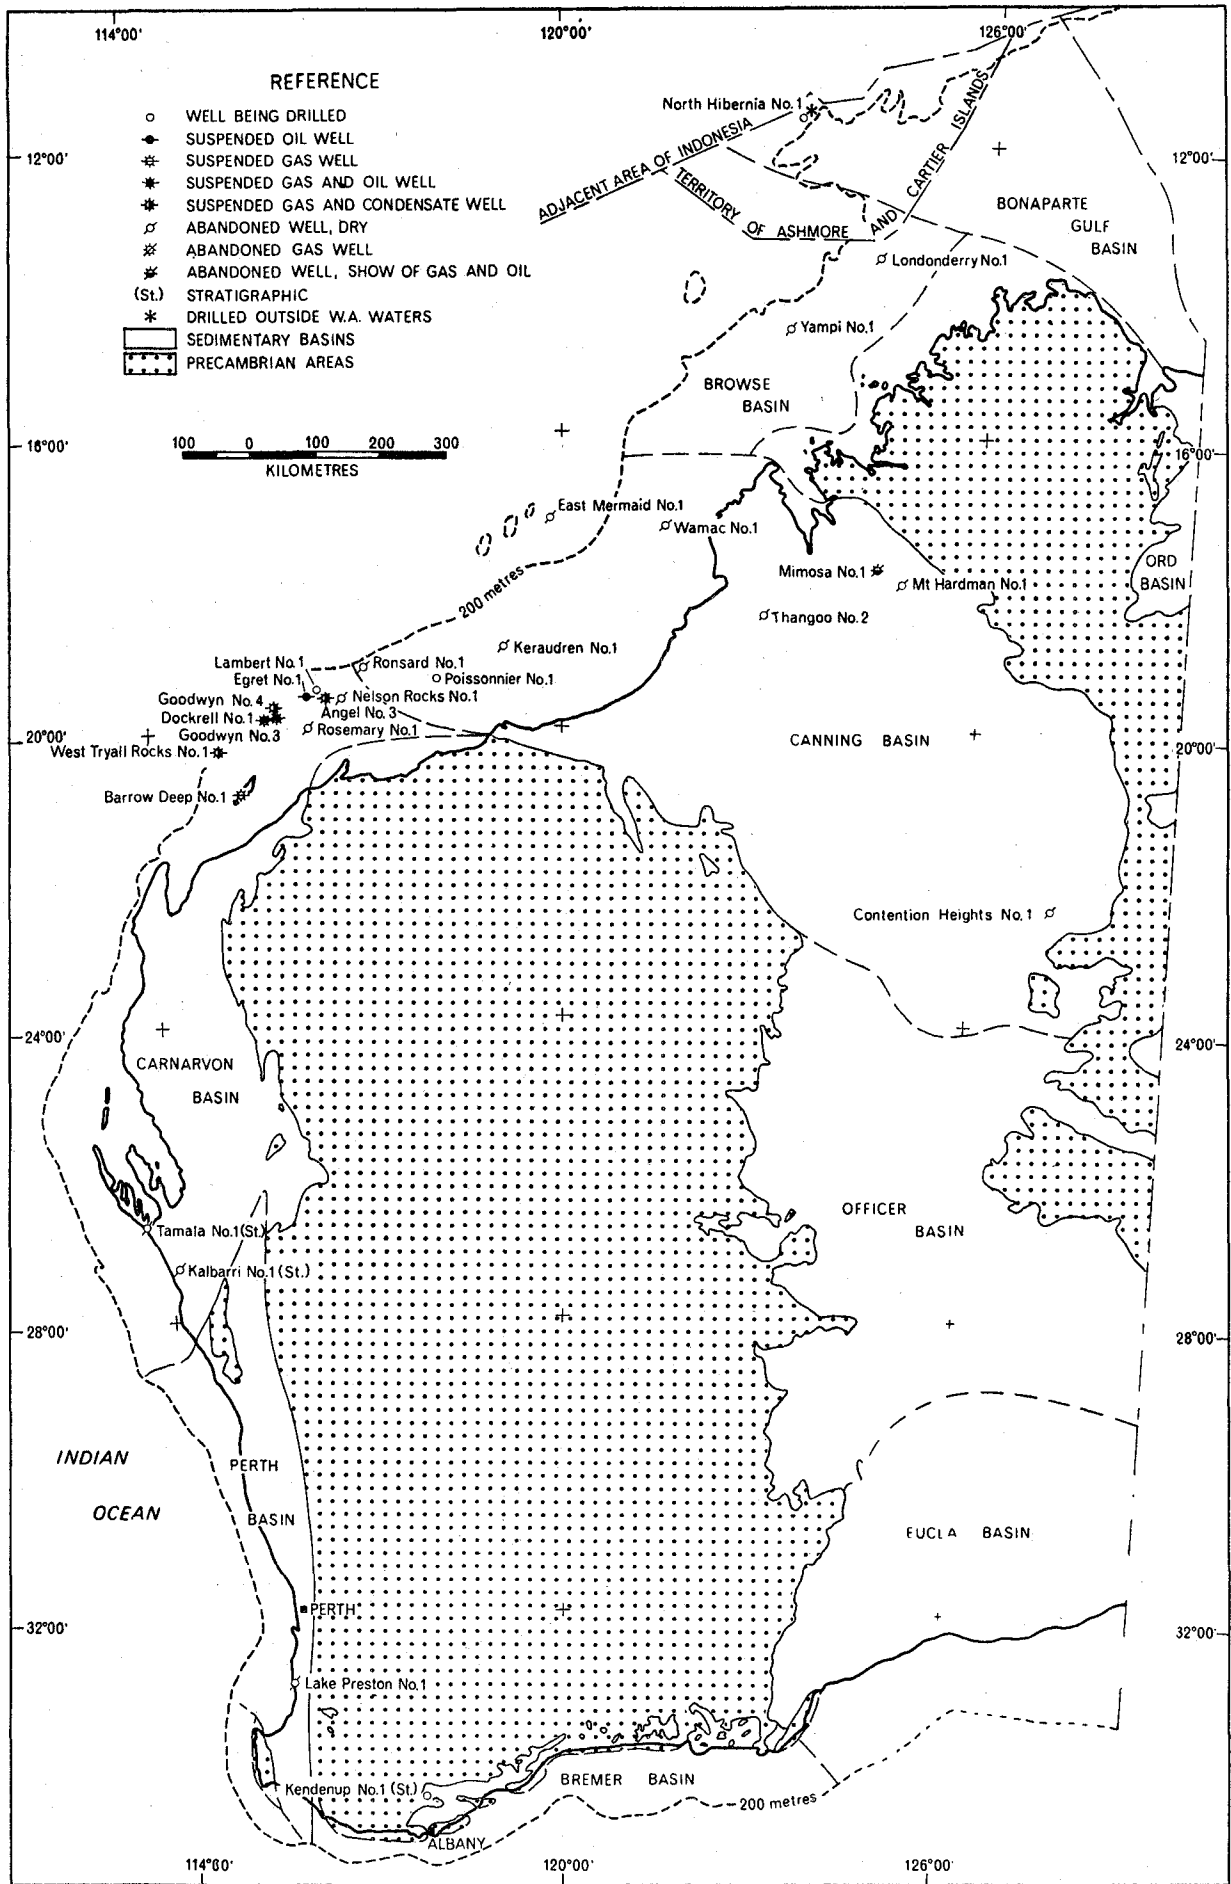 114°00'
120°00'
126°00'
REFERENCE
WELL BEING DRILLED
SUSPENDED OIL WELL
SUSPENDED GAS WELL
SUSPENDED GAS AND OIL WELL
SUSPENDED GAS AND CONDENSATE WELL
ABANDONED WELL, DRY
ABANDONED GAS WELL
ABANDONED WELL, SHOW OF GAS AND OIL
(St.) STRATIGRAPHIC
DRILLED OUTSIDE W.A. WATERS
SEDIMENTARY BASINS
PRECAMBRIAN AREAS
100 0 100 200 300
KILOMETRES
North Hibernia No.1
ADJACENT AREA OF INDONESIA
TERRITORY OF ASHMORE AND CARTIER ISLANDS
12°00'
12°00'
BONAPARTE
GULF
BASIN
Londonderry No.1
Yampi No.1
BROWSE
BASIN
16°00'
16°00'
East Mermaid No.1
Wamac No.1
Mimosa No.1
Mt Hardman No.1
ORD
BASIN
200 metres
Thangoo No.2
Keraudren No.1
Lambert No.1
Ronsard No.1
Egret No.1
Poissonnier No.1
Goodwyn No.4
Nelson Rocks No.1
Dockrell No.1
Angel No.3
Goodwyn No.3
Rosemary No.1
20°00'
20°00'
West Tryall Rocks No.1
CANNING BASIN
Barrow Deep No.1
Contention Heights No.1
24°00'
24°00'
CARNARVON
BASIN
OFFICER
BASIN
Tamala No.1(St.)
Kalbarri No.1(St.)
28°00'
28°00'
INDIAN
OCEAN
PERTH
BASIN
EUCLA BASIN
PERTH
32°00'
32°00'
Lake Preston No.1
Kendenup No.1 (St.)
BREMER BASIN
200 metres
ALBANY
114°00'
120°00'
126°00'